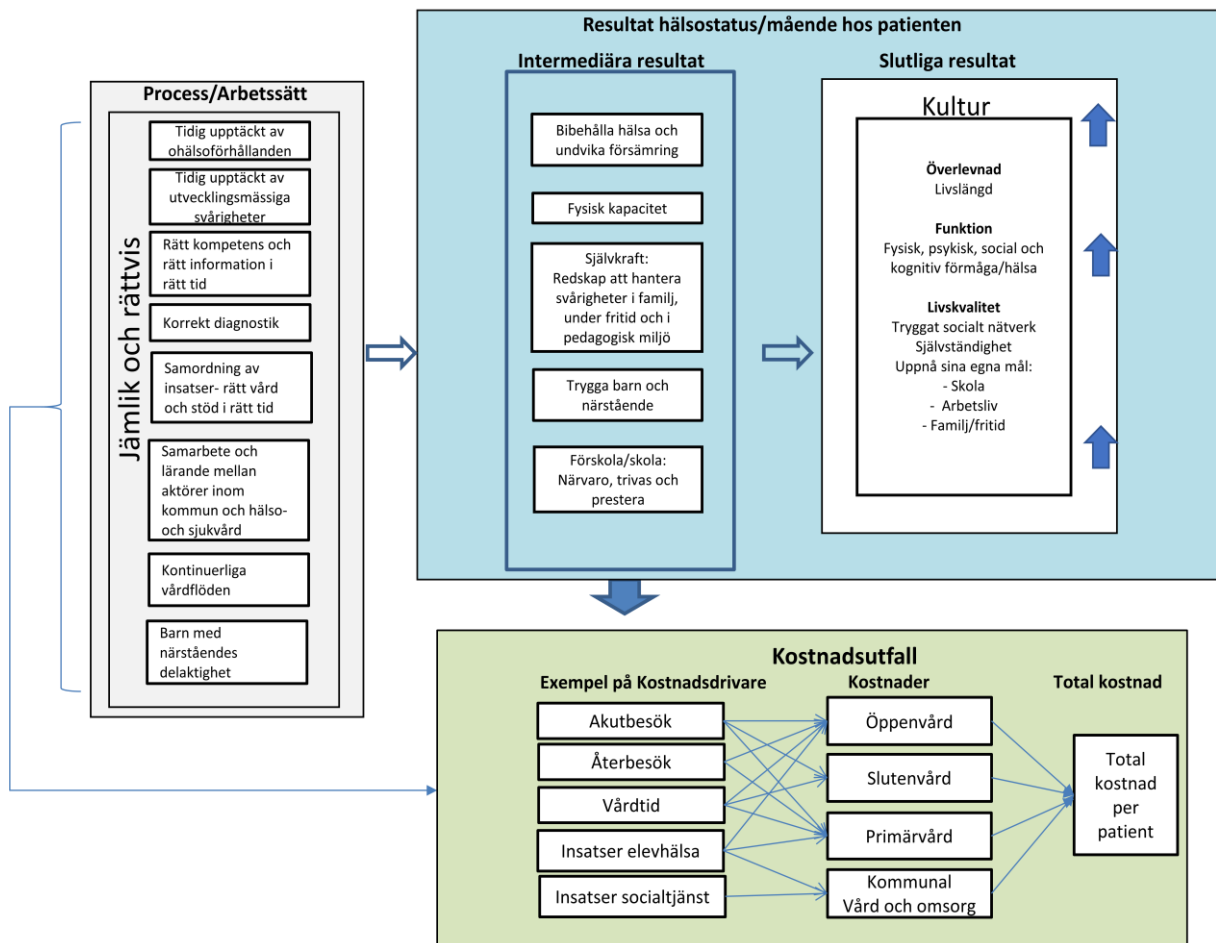 Process/Arbetssätt
Jämlik och rättvis
Tidig upptäckt av
ohälsoförhållanden
Tidig upptäckt av
utvecklingsmässiga
svårigheter
Rätt kompetens och
rätt information i
rätt tid
Korrekt diagnostik
Samordning av
insatser- rätt vård
och stöd i rätt tid
Samarbete och
lärande mellan
aktörer inom
kommun och hälso-
och sjukvård
Kontinuerliga
vårdflöden
Barn med
närståendes
delaktighet
Resultat hälsostatus/mående hos patienten
Intermediära resultat
Bibehålla hälsa och
undvika försämring
Fysisk kapacitet
Självkraft:
Redskap att hantera
svårigheter i familj,
under fritid och i
pedagogisk miljö
Trygga barn och
närstående
Förskola/skola:
Närvaro, trivas och
prestera
Slutliga resultat
Kultur
Överlevnad
Livslängd
Funktion
Fysisk, psykisk, social och
kognitiv förmåga/hälsa
Livskvalitet
Tryggat socialt nätverk
Självständighet
Uppnå sina egna mål:
- Skola
- Arbetsliv
- Familj/fritid
Kostnadsutfall
Exempel på Kostnadsdrivare
Akutbesök
Återbesök
Vårdtid
Insatser elevhälsa
Insatser socialtjänst
Kostnader
Öppenvård
Slutenvård
Primärvård
Kommunal
Vård och omsorg
Total kostnad
Total
kostnad
per
patient